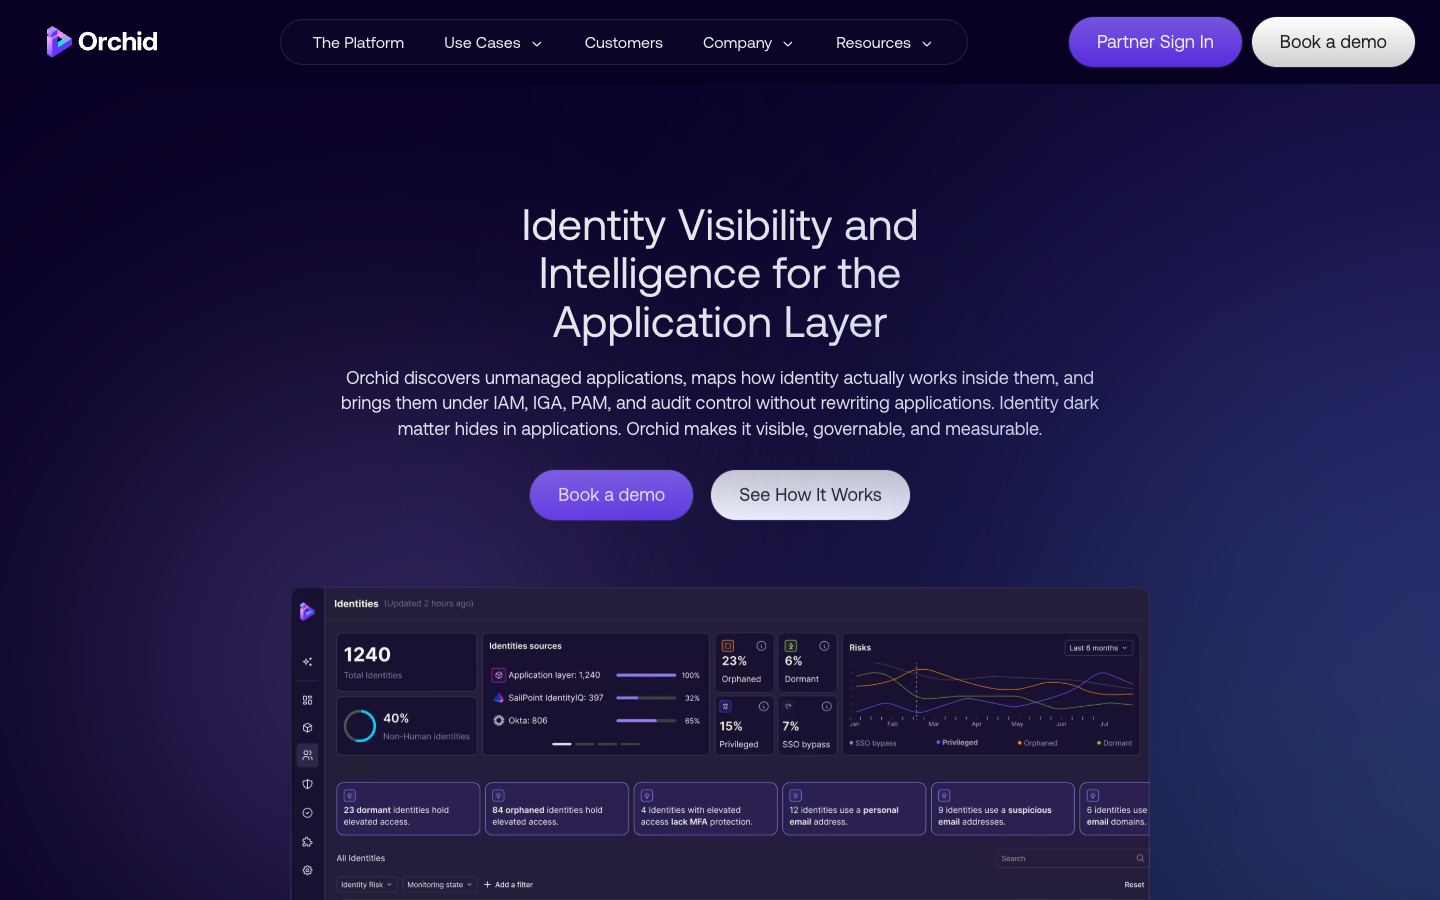 Orchid
The Platform
Use Cases
Customers
Company
Resources
Partner Sign In
Book a demo
Identity Visibility and
Intelligence for the
Application Layer
Orchid discovers unmanaged applications, maps how identity actually works inside them, and
brings them under IAM, IGA, PAM, and audit control without rewriting applications. Identity dark
matter hides in applications. Orchid makes it visible, governable, and measurable.
Book a demo
See How It Works
Identities (Updated 2 hours ago)
1240
Total Identities
40%
Non-Human identities
Identities sources
Application layer: 1,240 100%
SailPoint IdentityIQ: 397 32%
Okta: 806 65%
23%
Orphaned
6%
Dormant
15%
Privileged
7%
SSO bypass
Risks
Last 6 months
Jan Feb Mar Apr May Jun Jul
SSO bypass Privileged Orphaned Dormant
23 dormant identities hold
elevated access.
84 orphaned identities hold
elevated access.
4 Identities with elevated
access lack MFA protection.
12 identities use a personal
email address.
9 identities use a suspicious
email addresses.
6 identities use
email domains.
All Identities
Search
Identity Risk
Monitoring state
Add a filter
Reset